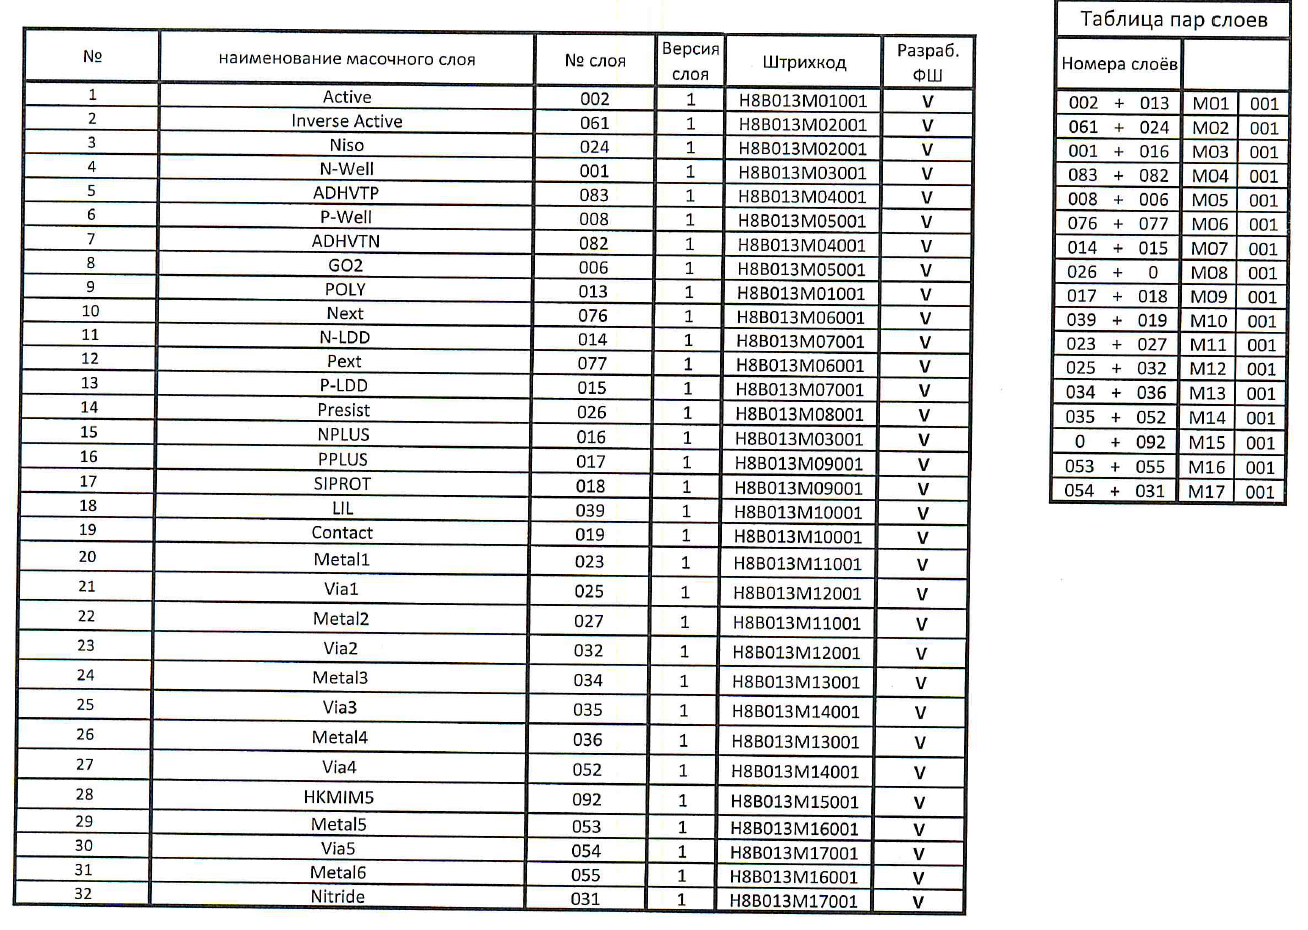 № наименование масочного слоя № слоя Версия слоя Штрихкод Разраб. ФШ
1 Active 002 1 H8B013M01001 V
2 Inverse Active 061 1 H8B013M02001 V
3 Niso 024 1 H8B013M02001 V
4 N-Well 001 1 H8B013M03001 V
5 ADHVTP 083 1 H8B013M04001 V
6 P-Well 008 1 H8B013M05001 V
7 ADHVTN 082 1 H8B013M04001 V
8 GO2 006 1 H8B013M05001 V
9 POLY 013 1 H8B013M01001 V
10 Next 076 1 H8B013M06001 V
11 N-LDD 014 1 H8B013M07001 V
12 Pext 077 1 H8B013M06001 V
13 P-LDD 015 1 H8B013M07001 V
14 Presist 026 1 H8B013M08001 V
15 NPLUS 016 1 H8B013M03001 V
16 PPLUS 017 1 H8B013M09001 V
17 SIPROT 018 1 H8B013M09001 V
18 LIL 039 1 H8B013M10001 V
19 Contact 019 1 H8B013M10001 V
20 Metal1 023 1 H8B013M11001 V
21 Via1 025 1 H8B013M12001 V
22 Metal2 027 1 H8B013M11001 V
23 Via2 032 1 H8B013M12001 V
24 Metal3 034 1 H8B013M13001 V
25 Via3 035 1 H8B013M14001 V
26 Metal4 036 1 H8B013M13001 V
27 Via4 052 1 H8B013M14001 V
28 HKMIM5 092 1 H8B013M15001 V
29 Metal5 053 1 H8B013M16001 V
30 Via5 054 1 H8B013M17001 V
31 Metal6 055 1 H8B013M16001 V
32 Nitride 031 1 H8B013M17001 V
Таблица пар слоев
Номера слоёв
002 + 013 M01 001
061 + 024 M02 001
001 + 016 M03 001
083 + 082 M04 001
008 + 006 M05 001
076 + 077 M06 001
014 + 015 M07 001
026 + 0 M08 001
017 + 018 M09 001
039 + 019 M10 001
023 + 027 M11 001
025 + 032 M12 001
034 + 036 M13 001
035 + 052 M14 001
0 + 092 M15 001
053 + 055 M16 001
054 + 031 M17 001